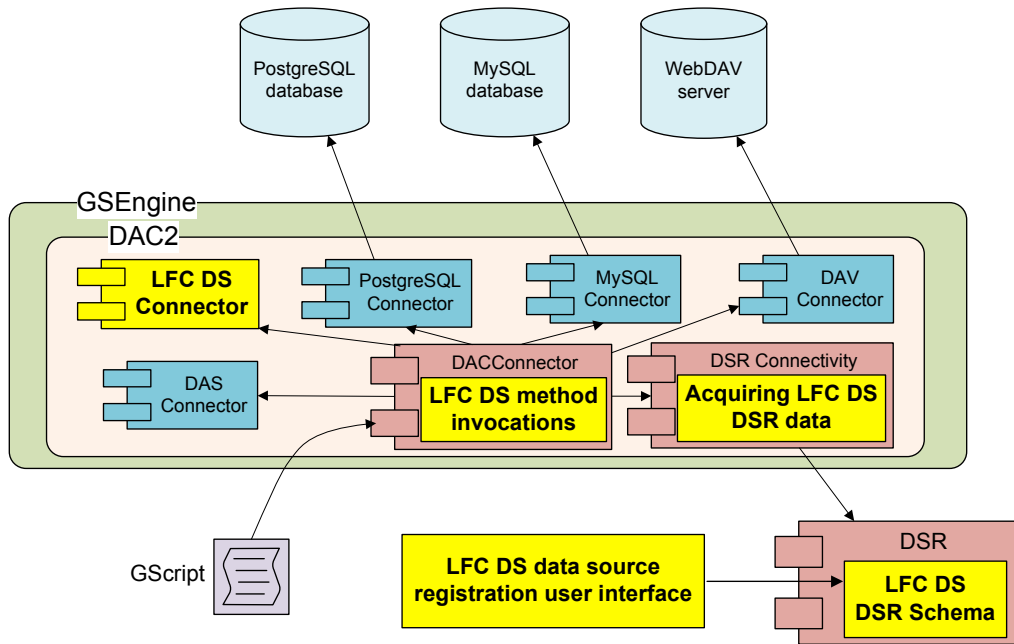 PostgreSQL
database
MySQL
database
WebDAV
server
GSEngine
DAC2
LFC DS
Connector
PostgreSQL
Connector
MySQL
Connector
DAV
Connector
DAS
Connector
DACConnector
LFC DS method
invocations
DSR Connectivity
Acquiring LFC DS
DSR data
GScript
LFC DS data source
registration user interface
DSR
LFC DS
DSR Schema